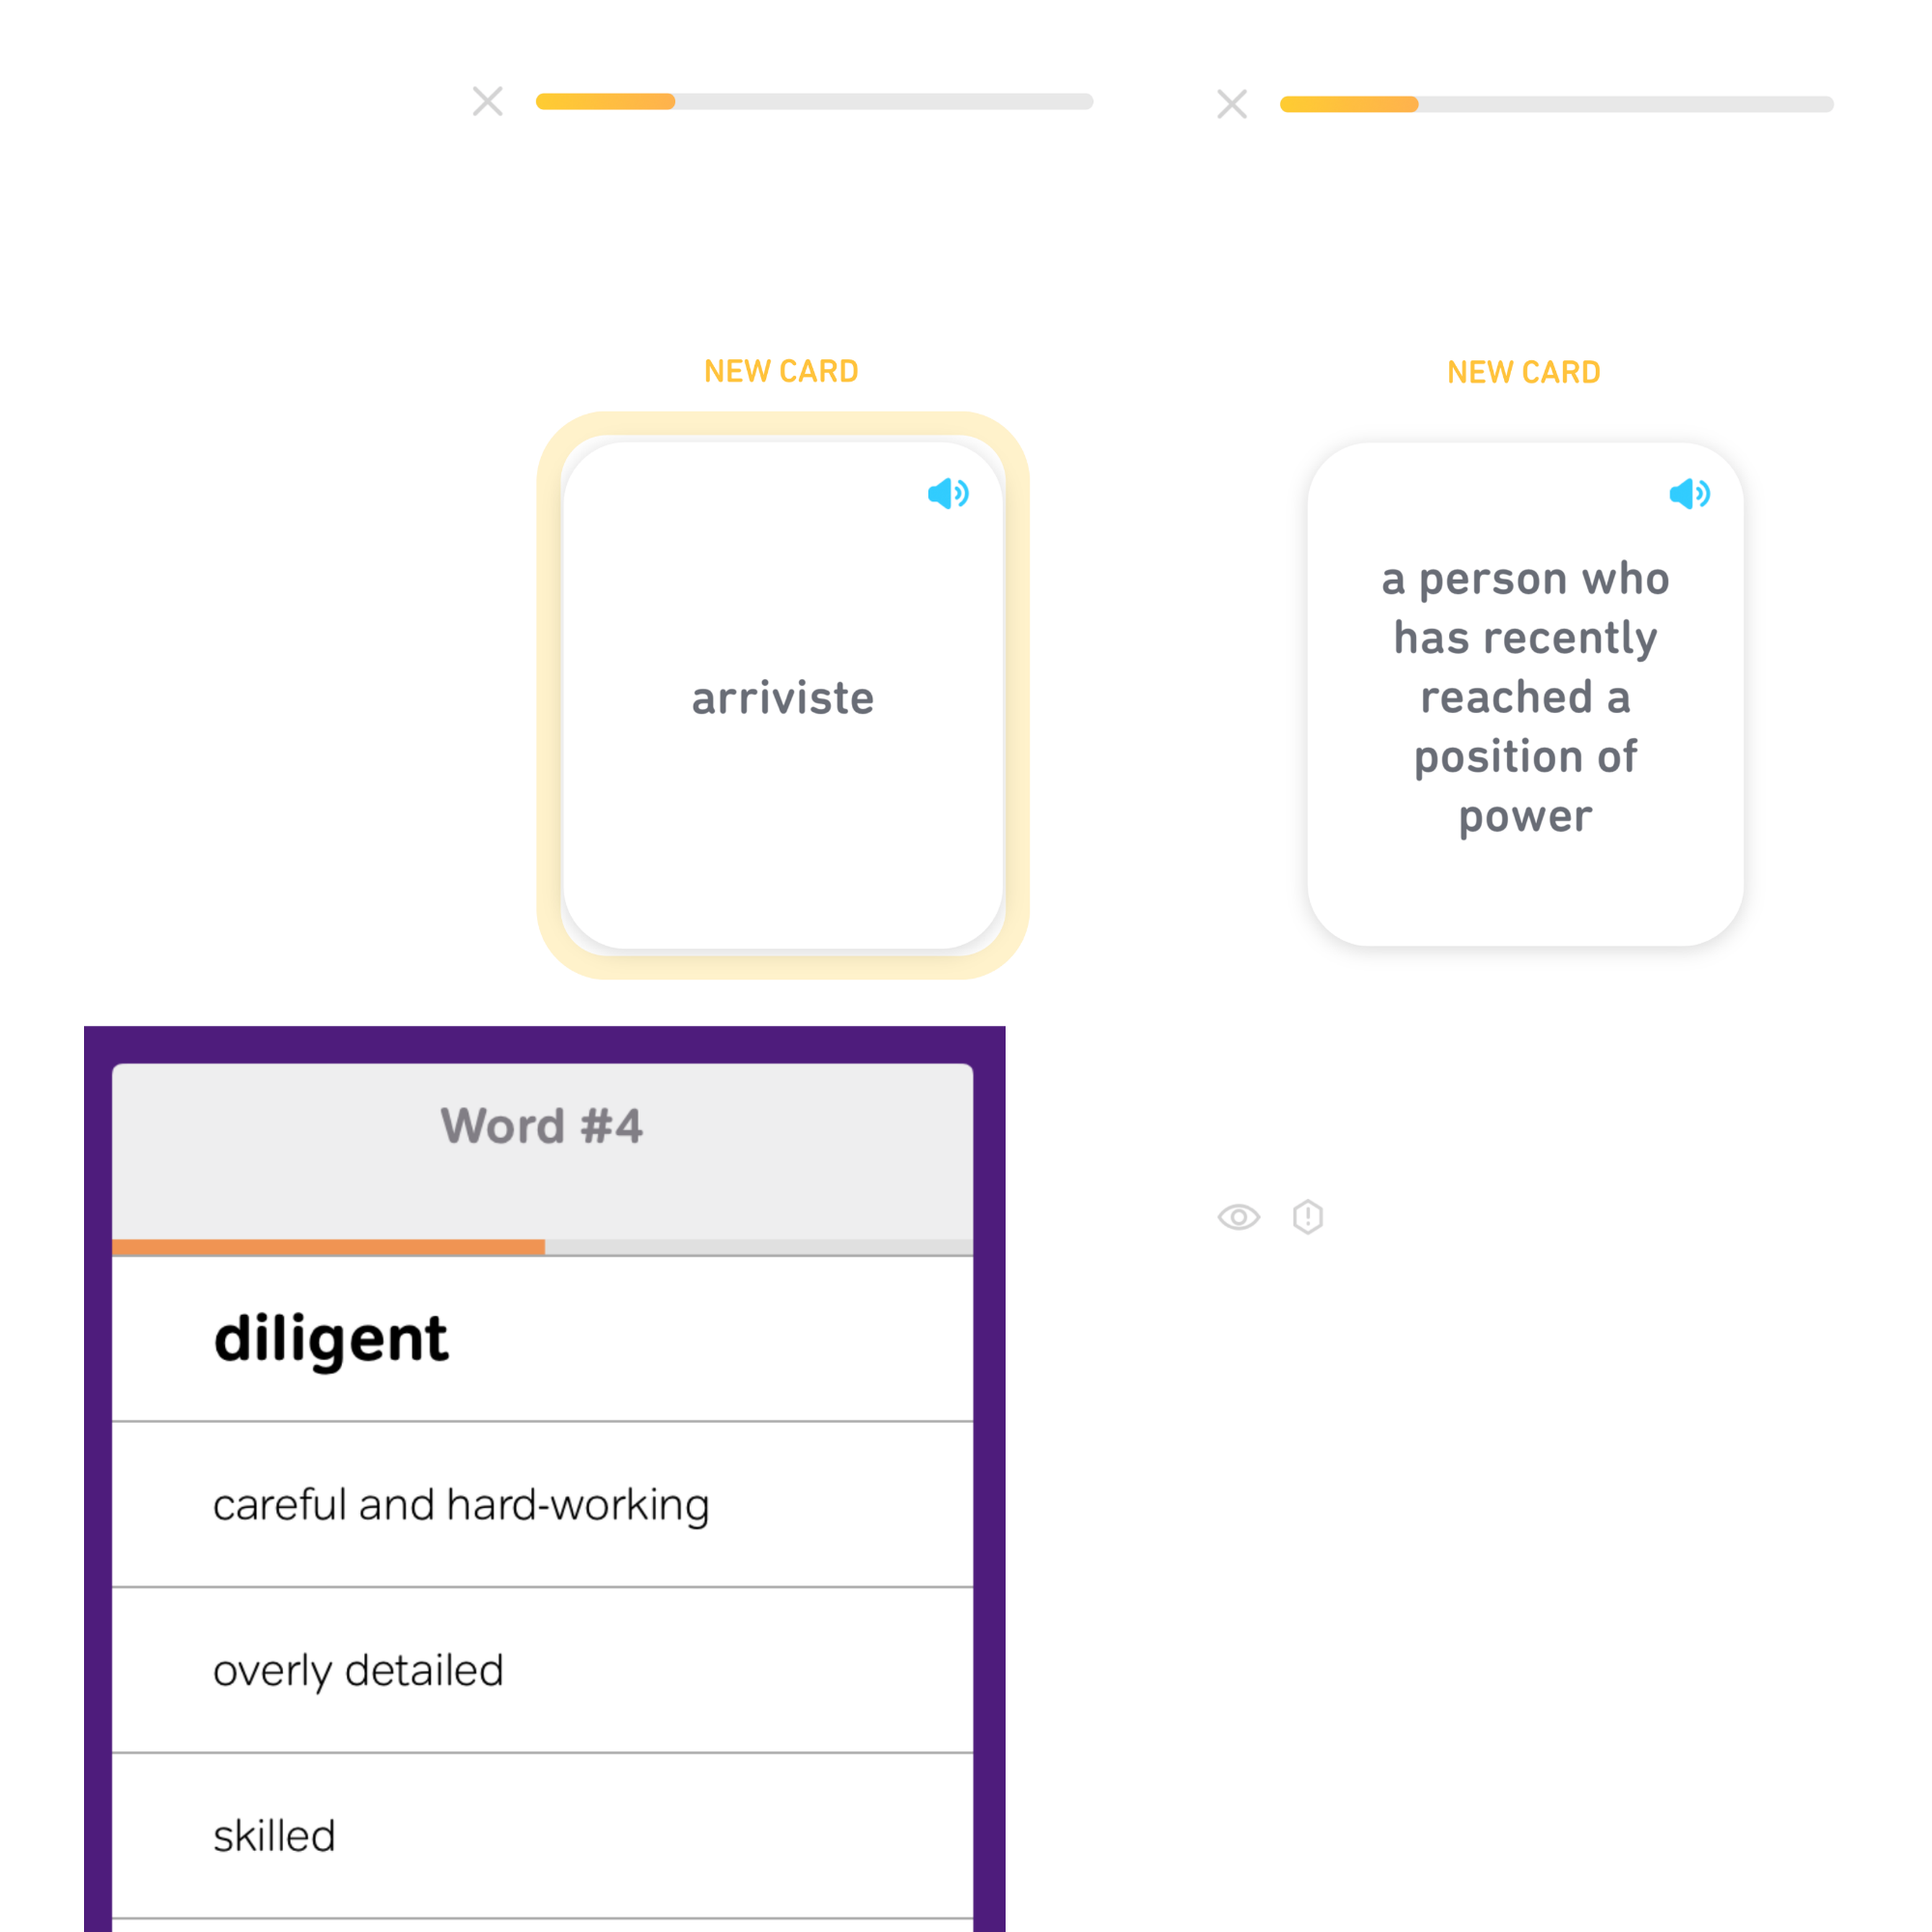 NEW CARD
arriviste
NEW CARD
a person who
has recently
reached a
position of
power
Word #4
diligent
careful and hard-working
overly detailed
skilled